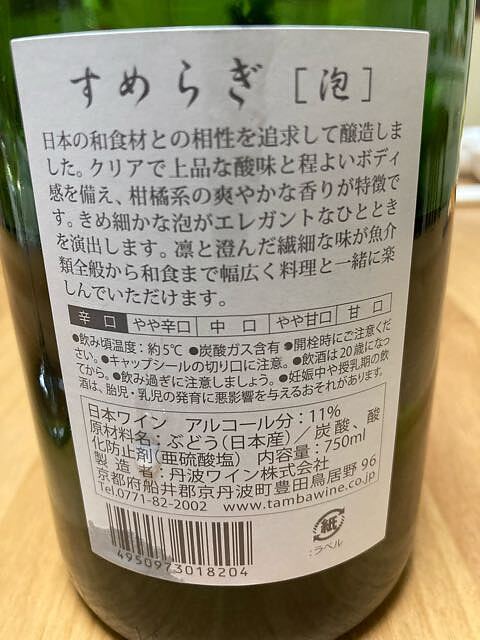 すめらぎ［泡］
日本の和食材との相性を追求して醸造しま
した。クリアで上品な酸味と程よいボディ
感を備え、柑橘系の爽やかな香りが特徴で
す。きめ細かな泡がエレガントなひととき
を演出します。凛と澄んだ繊細な味が魚介
類全般から和食まで幅広く料理と一緒に楽
しんでいただけます。
辛口 やや辛口 中口 やや甘口 甘口
●飲み頃温度：約5℃ ●炭酸ガス含有 ●開栓時にご注意くだ
さい。●キャップシールの切り口に注意。●飲酒は20歳になっ
てから。●飲み過ぎに注意しましょう。●妊娠中や授乳期の飲
酒は、胎児・乳児の発育に悪影響を与えるおそれがあります。
日本ワイン アルコール分：11%
原材料名：ぶどう（日本産）／炭酸、酸
化防止剤（亜硫酸塩） 内容量：750ml
製造者：丹波ワイン株式会社
京都府船井郡京丹波町豊田鳥居野 96
Tel.0771-82-2002 www.tambawine.co.jp
紙
：ラベル
4950973018204